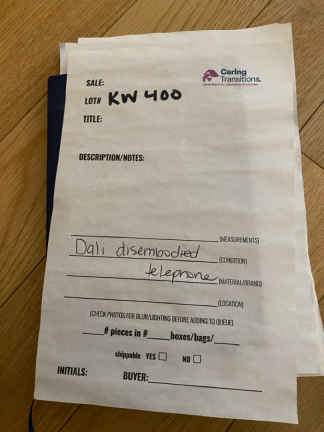 Caring
Transitions.
SALE:
LOT# KW 400
TITLE:
DESCRIPTION/NOTES:
(MEASUREMENTS)
Dali disembodied (CONDITION)
telephone (MATERIAL/BRAND)
(LOCATION)
(CHECK PHOTOS FOR BLUR/LIGHTING BEFORE ADDING TO QUEUE)
# pieces in # boxes/bags/
shippable YES NO
INITIALS: BUYER: